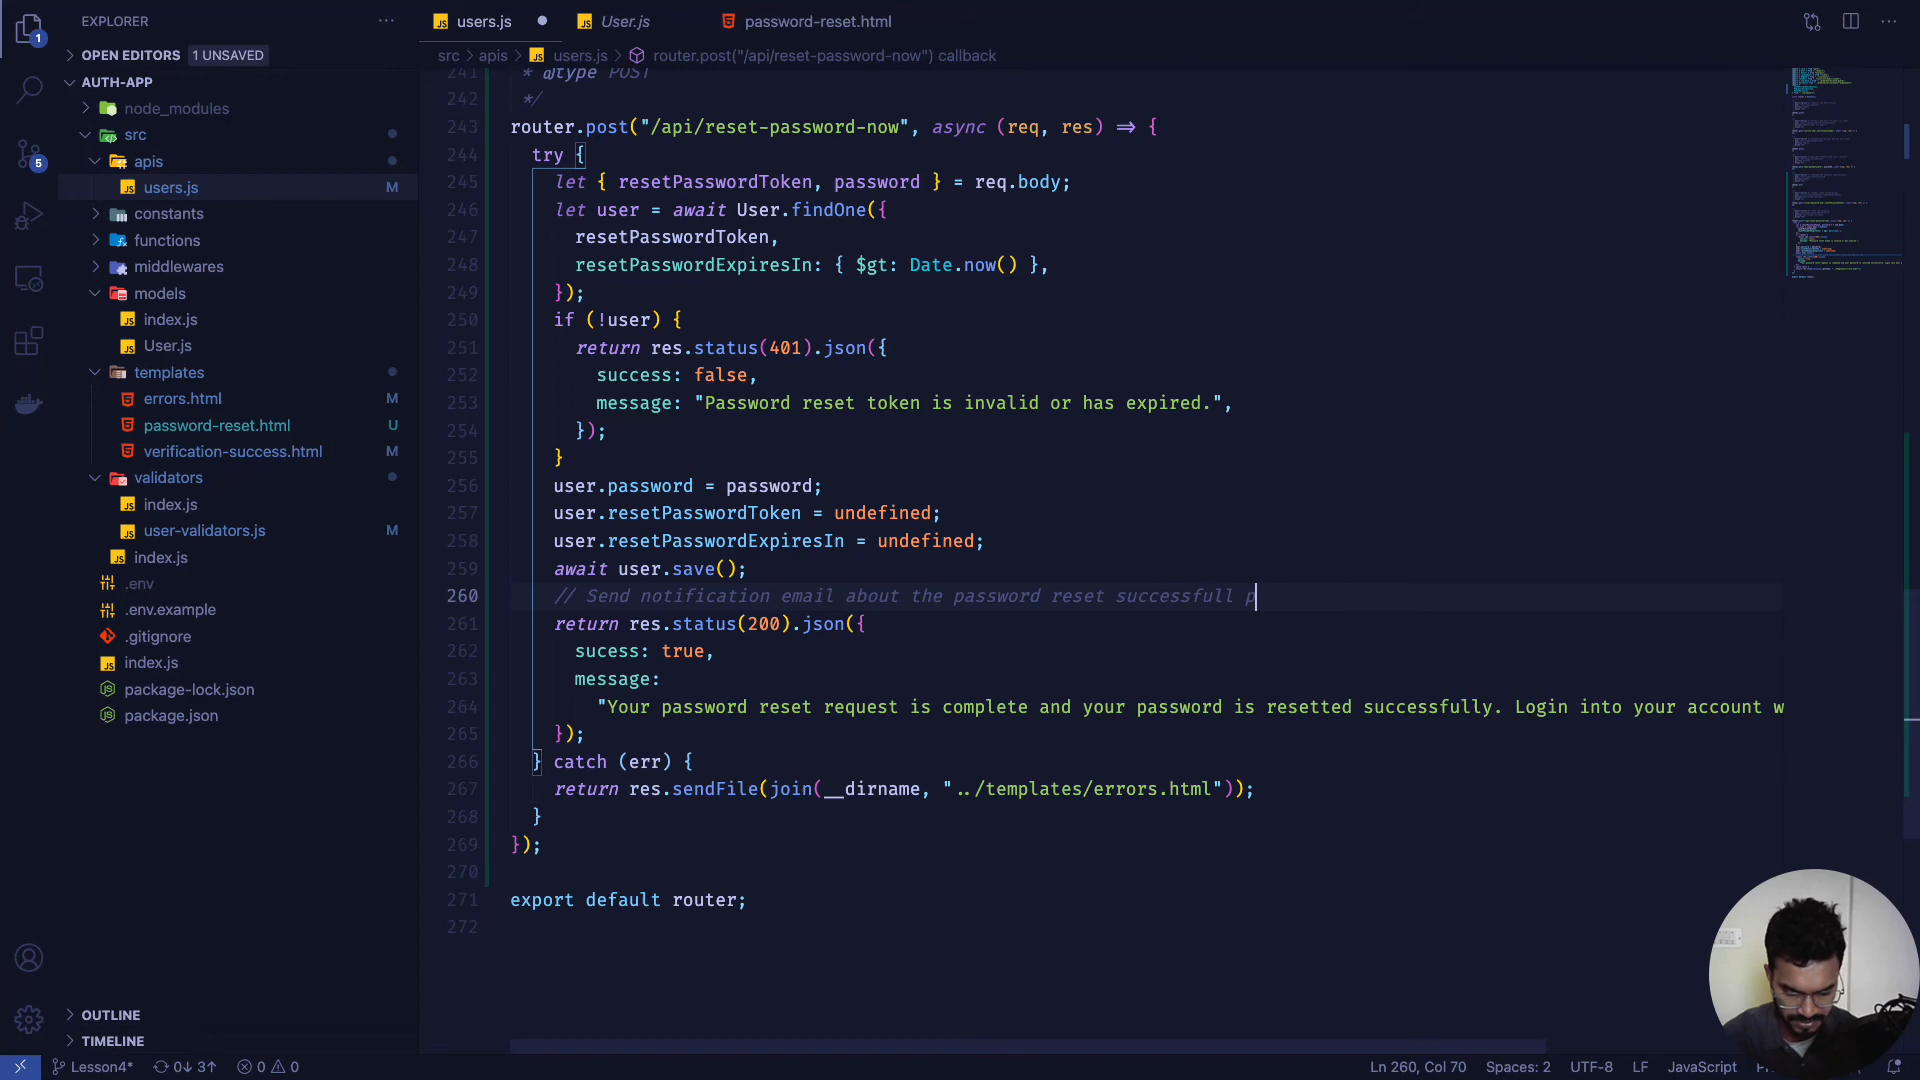 EXPLORER
OPEN EDITORS 1 UNSAVED
AUTH-APP
node_modules
src
apis
users.js M
constants
functions
middlewares
models
index.js
User.js
templates
errors.html M
password-reset.html U
verification-success.html M
validators
index.js
user-validators.js M
index.js
.env
.env.example
.gitignore
index.js
package-lock.json
package.json
OUTLINE
TIMELINE
1
5
users.js
User.js
password-reset.html
src > apis > users.js > router.post("/api/reset-password-now") callback
241 * @type POST
242 */
243 router.post("/api/reset-password-now", async (req, res) => {
244 try {
245 let { resetPasswordToken, password } = req.body;
246 let user = await User.findOne({
247 resetPasswordToken,
248 resetPasswordExpiresIn: { $gt: Date.now() },
249 });
250 if (!user) {
251 return res.status(401).json({
252 success: false,
253 message: "Password reset token is invalid or has expired.",
254 });
255 }
256 user.password = password;
257 user.resetPasswordToken = undefined;
258 user.resetPasswordExpiresIn = undefined;
259 await user.save();
260 // Send notification email about the password reset successfull p
261 return res.status(200).json({
262 sucess: true,
263 message:
264 "Your password reset request is complete and your password is resetted successfully. Login into your account w
265 });
266 } catch (err) {
267 return res.sendFile(join(__dirname, "../templates/errors.html"));
268 }
269 });
270
271 export default router;
272
Lesson4* 0↓ 3↑ 0 0
Ln 260, Col 70 Spaces: 2 UTF-8 LF JavaScript